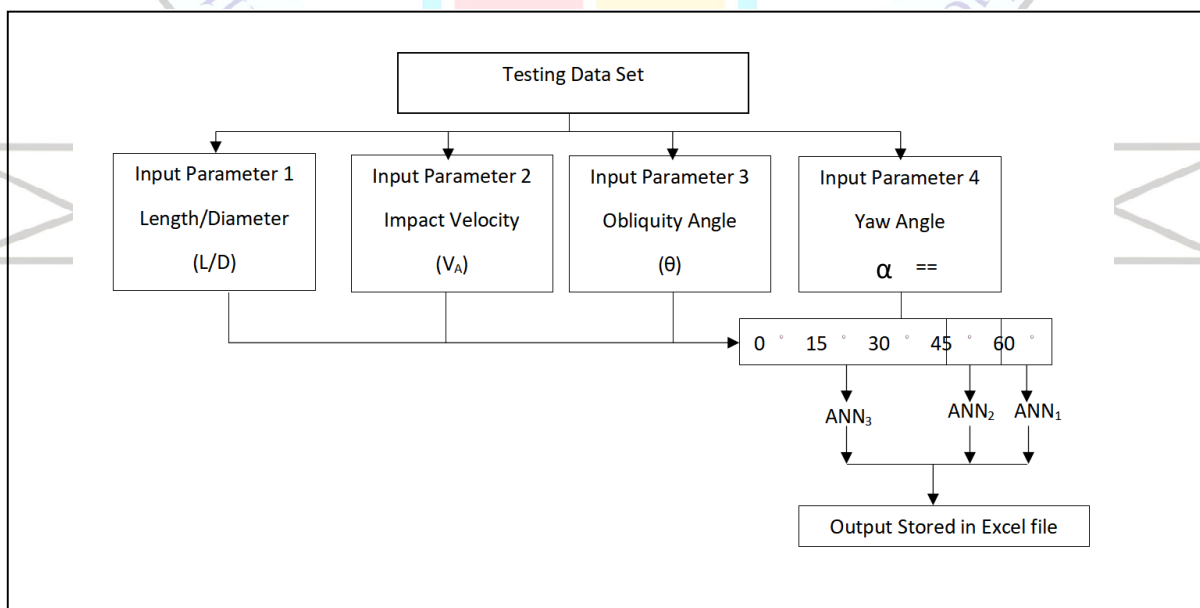 Testing Data Set
Input Parameter 1
Length/Diameter
(L/D)
Input Parameter 2
Impact Velocity
(VA)
Input Parameter 3
Obliquity Angle
(θ)
Input Parameter 4
Yaw Angle
α ==
0 ° 15 ° 30 ° 45 ° 60 °
ANN3
ANN2
ANN1
Output Stored in Excel file